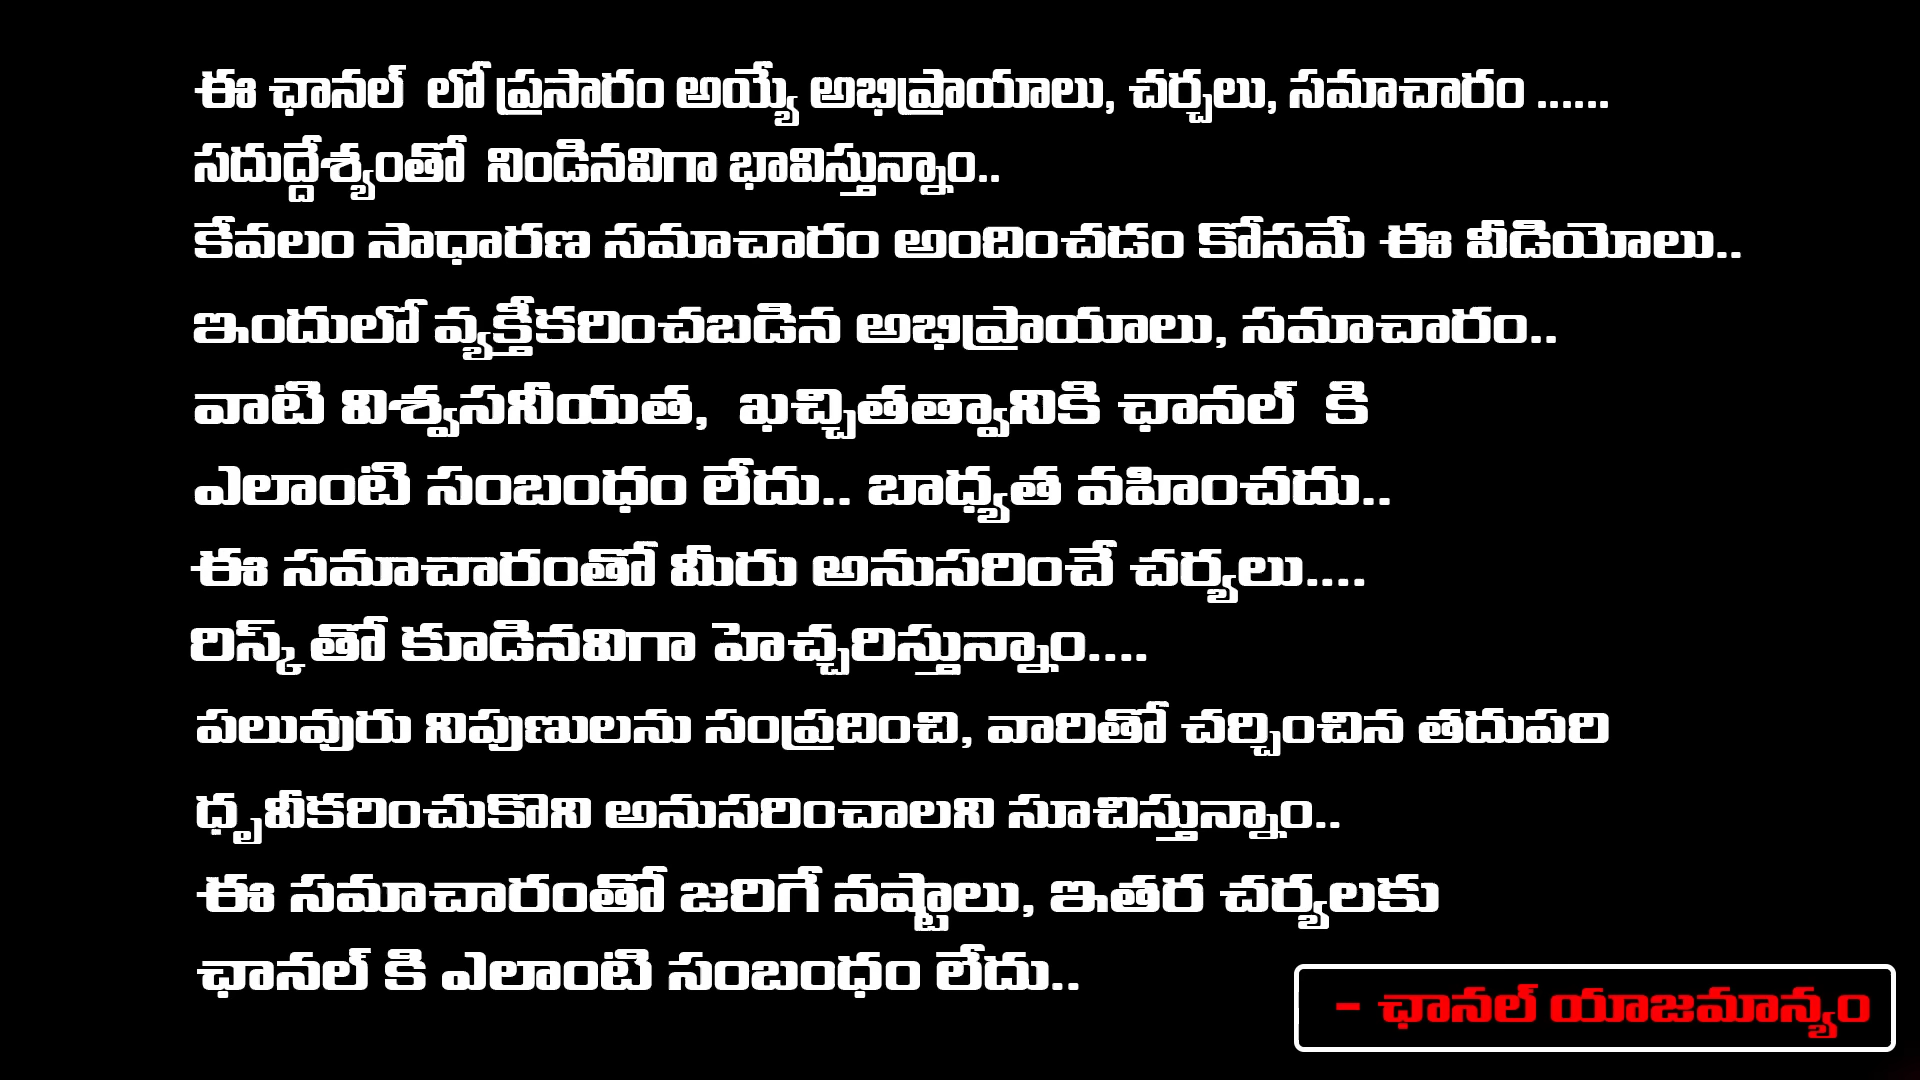 ఈ ఛానల్ లో ప్రసారం అయ్యే అభిప్రాయాలు, చర్చలు, సమాచారం ......
సదుద్దేశ్యంతో నిండినవిగా భావిస్తున్నాం..
కేవలం సాధారణ సమాచారం అందించడం కోసమే ఈ వీడియోలు..
ఇందులో వ్యక్తీకరించబడిన అభిప్రాయాలు, సమాచారం..
వాటి విశ్వసనీయత, ఖచ్చితత్వానికి ఛానల్ కి
ఎలాంటి సంబంధం లేదు.. బాధ్యత వహించదు..
ఈ సమాచారంతో మీరు అనుసరించే చర్యలు....
రిస్క్ తో కూడినవిగా హెచ్చరిస్తున్నాం....
పలువురు నిపుణులను సంప్రదించి, వారితో చర్చించిన తదుపరి
ధృవీకరించుకొని అనుసరించాలని సూచిస్తున్నాం..
ఈ సమాచారంతో జరిగే నష్టాలు, ఇతర చర్యలకు
ఛానల్ కి ఎలాంటి సంబంధం లేదు..
- ఛానల్ యాజమాన్యం